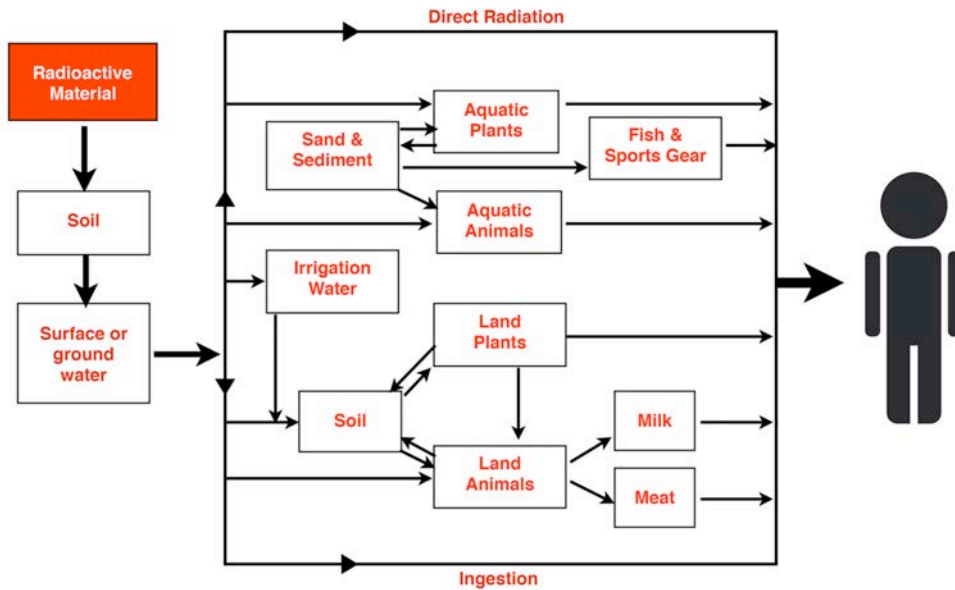 Direct Radiation
Radioactive
Material
Aquatic
Plants
Sand &
Sediment
Fish &
Sports Gear
Soil
Aquatic
Animals
Irrigation
Water
Surface or
ground
water
Land
Plants
Soil
Milk
Land
Animals
Meat
Ingestion